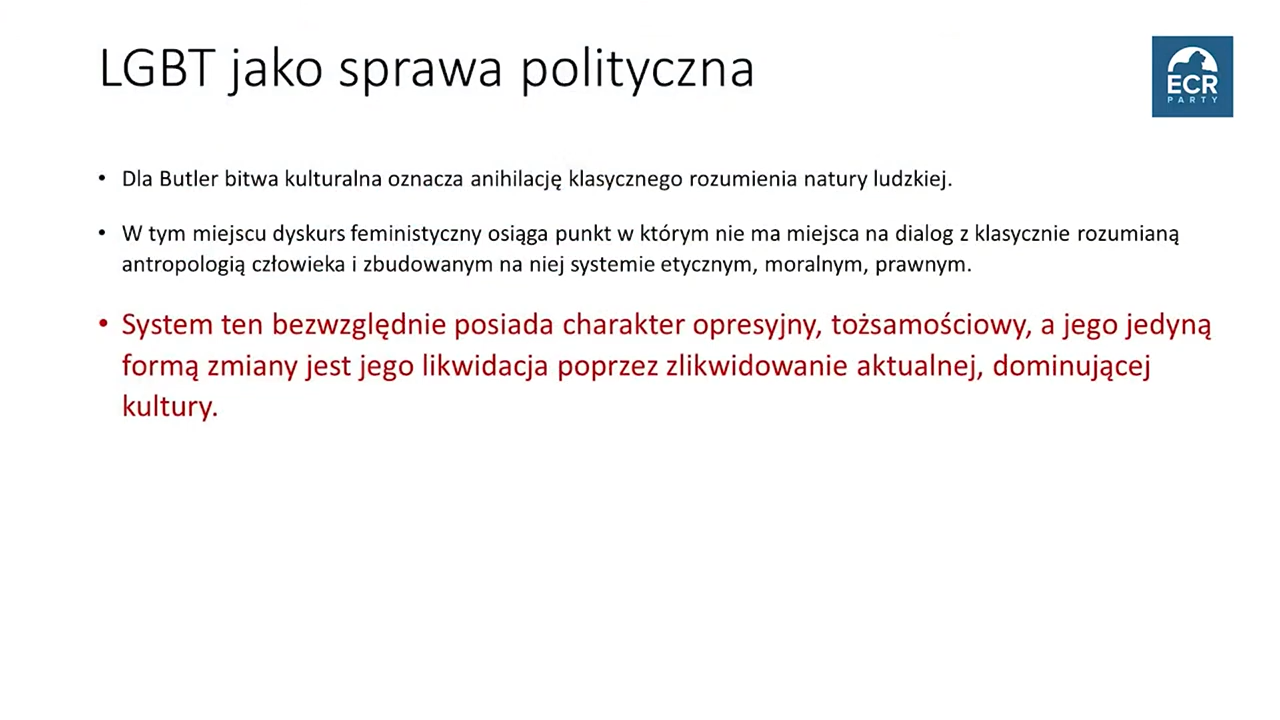 LGBT jako sprawa polityczna
ECR
PARTY
• Dla Butler bitwa kulturalna oznacza anihilację klasycznego rozumienia natury ludzkiej.
• W tym miejscu dyskurs feministyczny osiąga punkt w którym nie ma miejsca na dialog z klasycznie rozumianą
antropologią człowieka i zbudowanym na niej systemie etycznym, moralnym, prawnym.
• System ten bezwzględnie posiada charakter opresyjny, tożsamościowy, a jego jedyną
formą zmiany jest jego likwidacja poprzez zlikwidowanie aktualnej, dominującej
kultury.